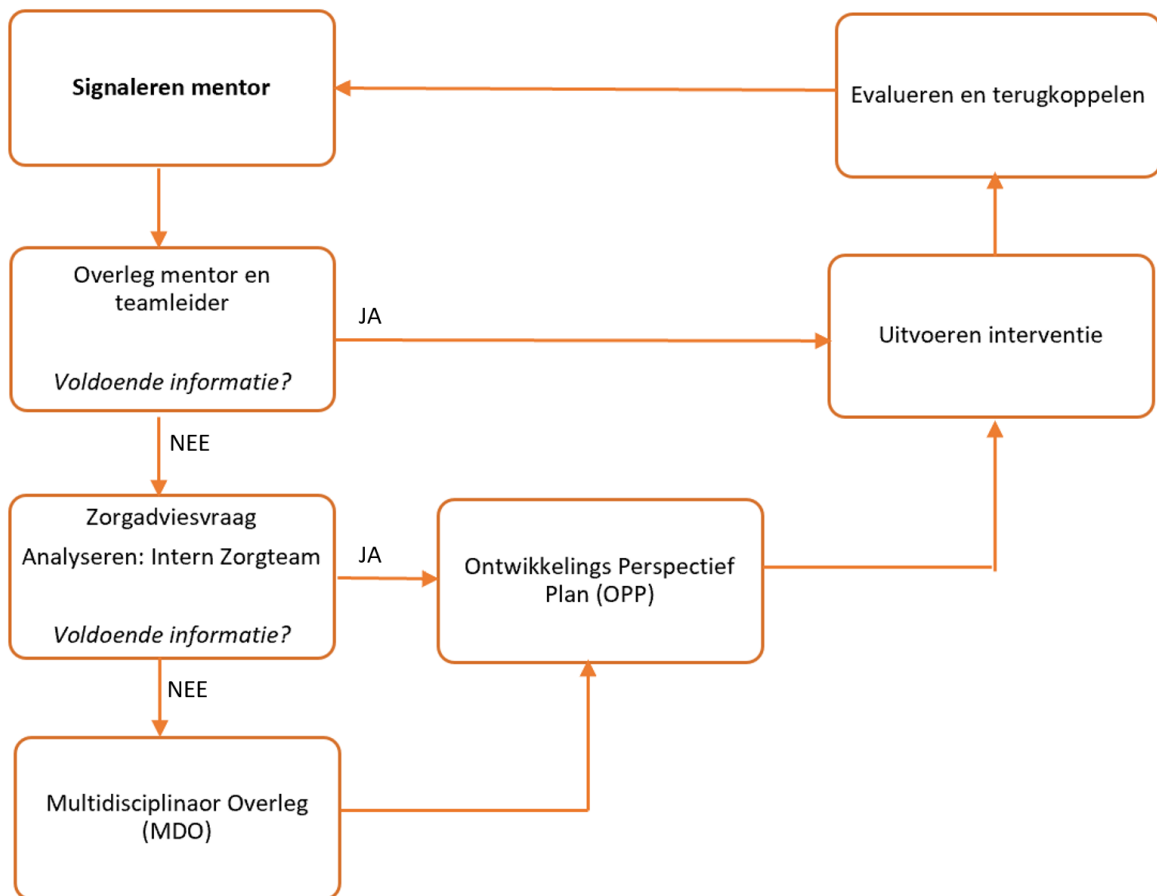 Signaleren mentor
Evalueren en terugkoppelen
Overleg mentor en
teamleider
Voldoende informatie?
JA
Uitvoeren interventie
NEE
Zorgadviesvraag
Analyseren: Intern Zorgteam
Voldoende informatie?
JA
Ontwikkelings Perspectief
Plan (OPP)
NEE
Multidisciplinaor Overleg
(MDO)